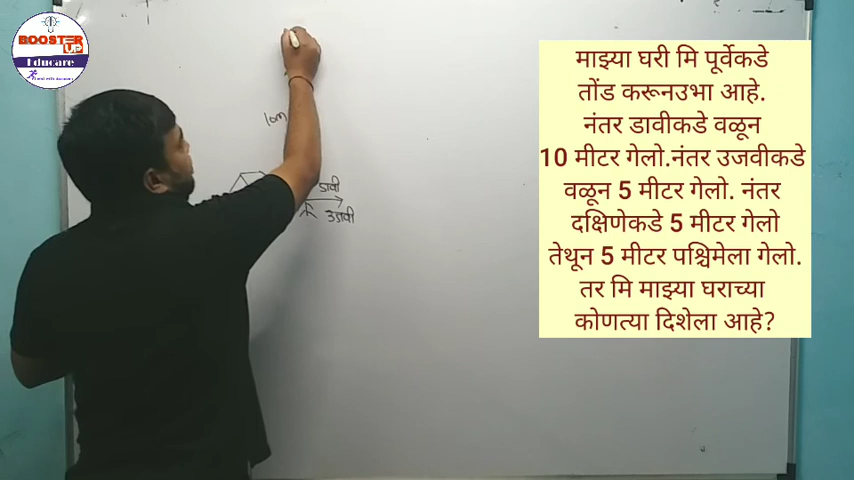 BOOSTER
UP
Educare
माझ्या घरी मि पूर्वेकडे
तोंड करूनउभा आहे.
नंतर डावीकडे वळून
10 मीटर गेलो.नंतर उजवीकडे
वळून 5 मीटर गेलो. नंतर
दक्षिणेकडे 5 मीटर गेलो
तेथून 5 मीटर पश्चिमेला गेलो.
तर मि माझ्या घराच्या
कोणत्या दिशेला आहे?
10m
डावी
उजवी